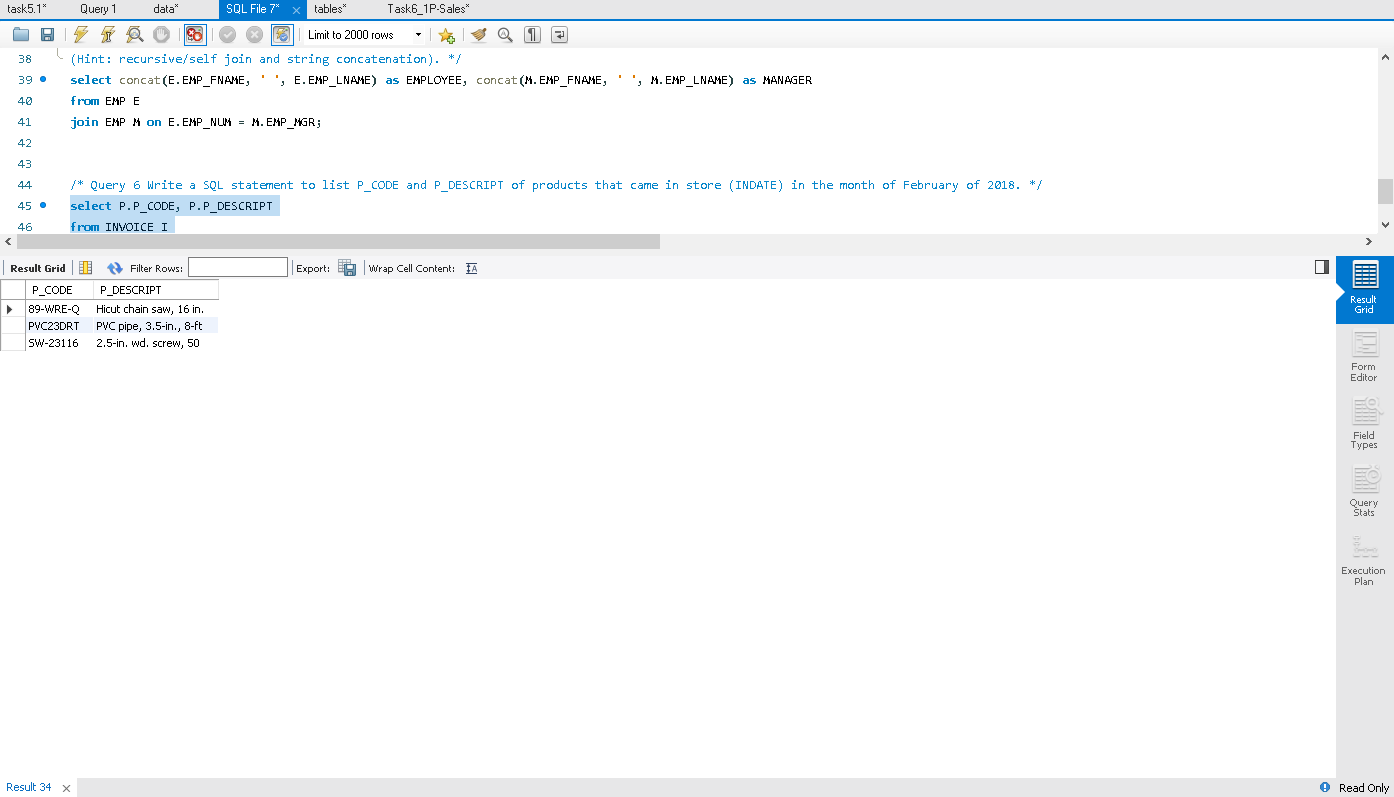 task5.1* Query 1 data* SQL File 7* tables* Task6_1P-Sales*
Limit to 2000 rows
38 (Hint: recursive/self join and string concatenation). */
39 select concat(E.EMP_FNAME, ' ', E.EMP_LNAME) as EMPLOYEE, concat(M.EMP_FNAME, ' ', M.EMP_LNAME) as MANAGER
40 from EMP E
41 join EMP M on E.EMP_NUM = M.EMP_MGR;
42
43
44 /* Query 6 Write a SQL statement to list P_CODE and P_DESCRIPT of products that came in store (INDATE) in the month of February of 2018. */
45 select P.P_CODE, P.P_DESCRIPT
46 from INVOICE I
Result Grid Filter Rows: Export: Wrap Cell Content: IA
P_CODE P_DESCRIPT
89-WRE-Q Hicut chain saw, 16 in.
PVC23DRT PVC pipe, 3.5-in., 8-ft
SW-23116 2.5-in. wd. screw, 50
Result
Grid
Form
Editor
Field
Types
Query
Stats
Execution
Plan
Result 34 Read Only